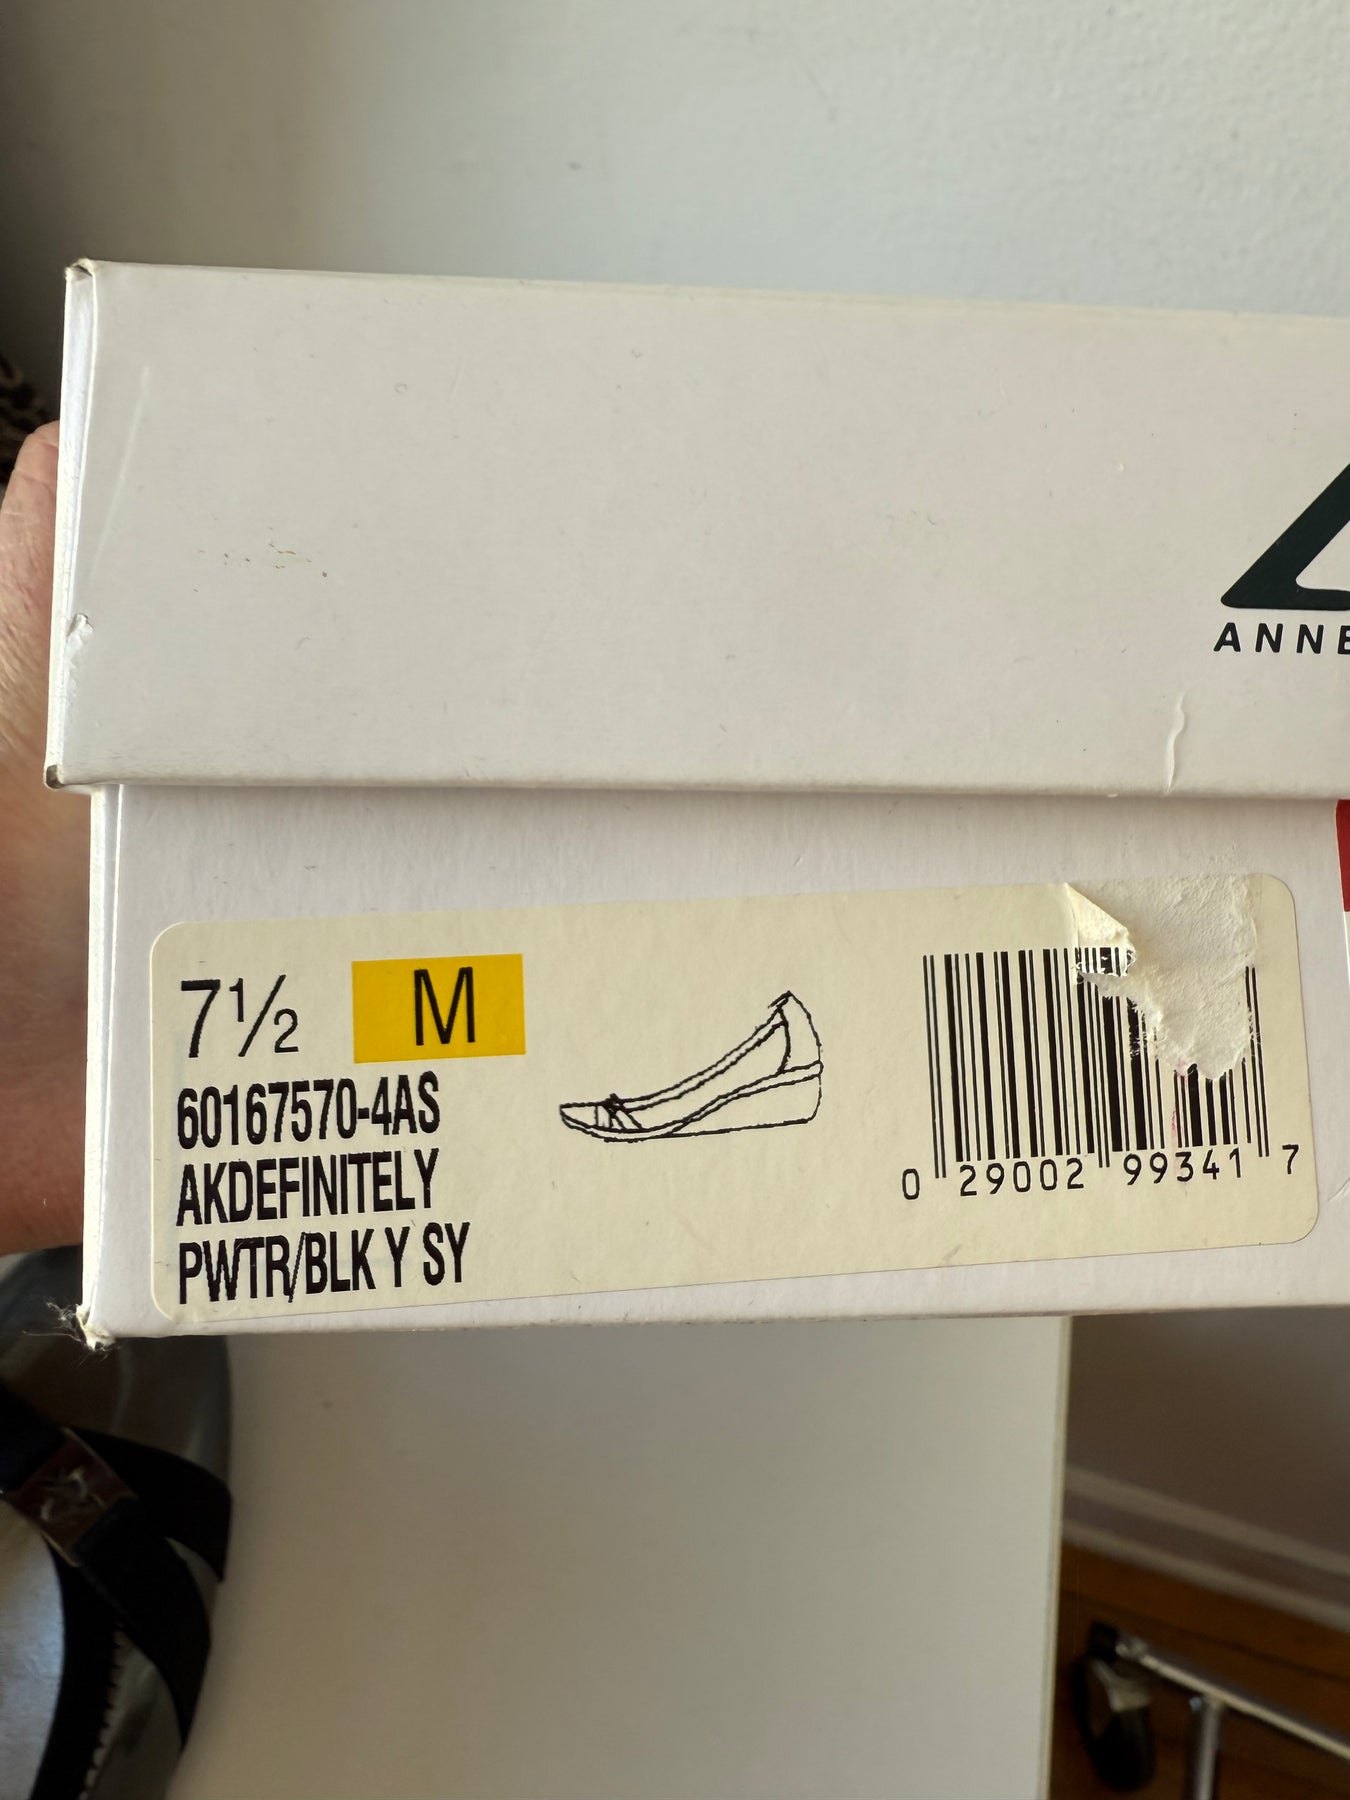 ANNE
7½ M
60167570-4AS
AKDEFINITELY
PWTR/BLK Y SY
0 29002 99341 7